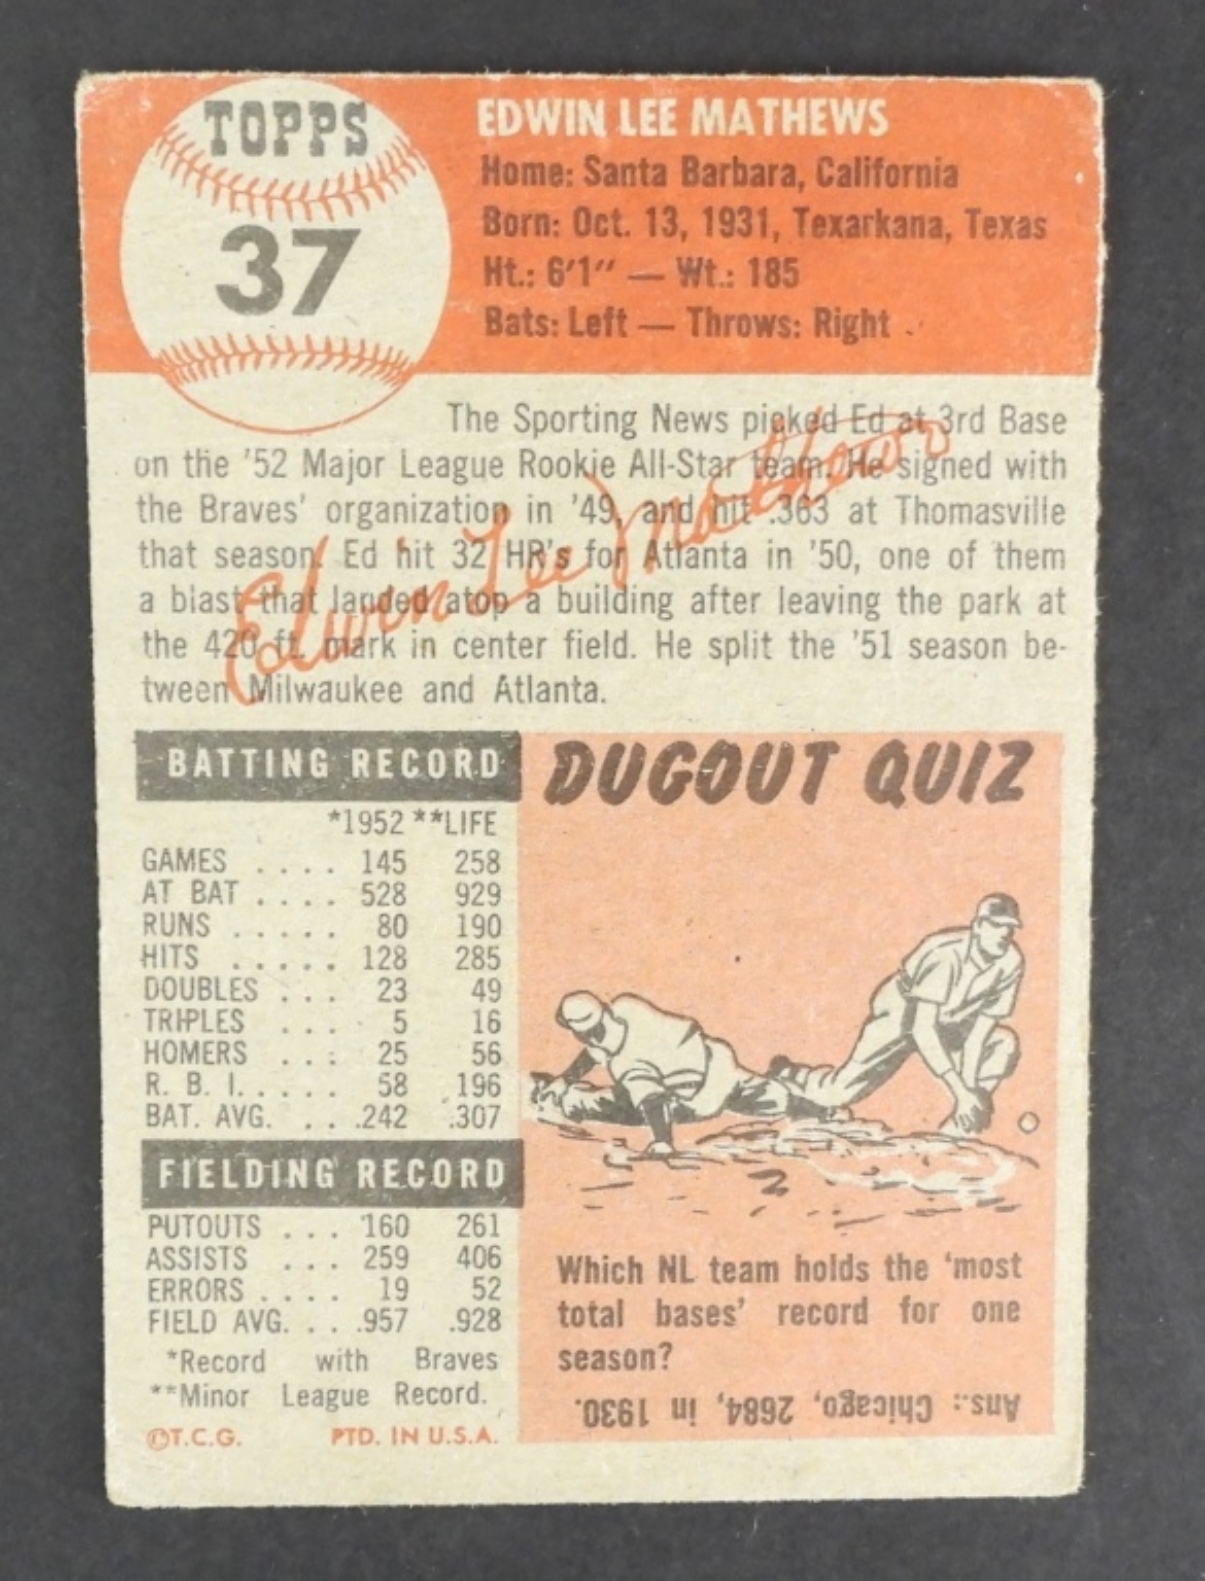 TOPPS
37
EDWIN LEE MATHEWS
Home: Santa Barbara, California
Born: Oct. 13, 1931, Texarkana, Texas
Ht.: 6'1" — Wt.: 185
Bats: Left — Throws: Right
The Sporting News picked Ed at 3rd Base
on the '52 Major League Rookie All-Star team. He signed with
the Braves' organization in '49, and hit .363 at Thomasville
that season. Ed hit 32 HR's for Atlanta in '50, one of them
a blast that landed atop a building after leaving the park at
the 420 ft. mark in center field. He split the '51 season be-
tween Milwaukee and Atlanta.
Edwin Lee Mathews
BATTING RECORD
*1952 **LIFE
GAMES .... 145 258
AT BAT .... 528 929
RUNS ..... 80 190
HITS ..... 128 285
DOUBLES ... 23 49
TRIPLES ... 5 16
HOMERS ... 25 56
R. B. I. .... 58 196
BAT. AVG. .. .242 .307
FIELDING RECORD
PUTOUTS ... 160 261
ASSISTS ... 259 406
ERRORS .... 19 52
FIELD AVG. .. .957 .928
*Record with Braves
**Minor League Record.
©T.C.G. PTD. IN U.S.A.
DUGOUT QUIZ
Which NL team holds the 'most
total bases' record for one
season?
Ans.: Chicago, 2684, in 1930.